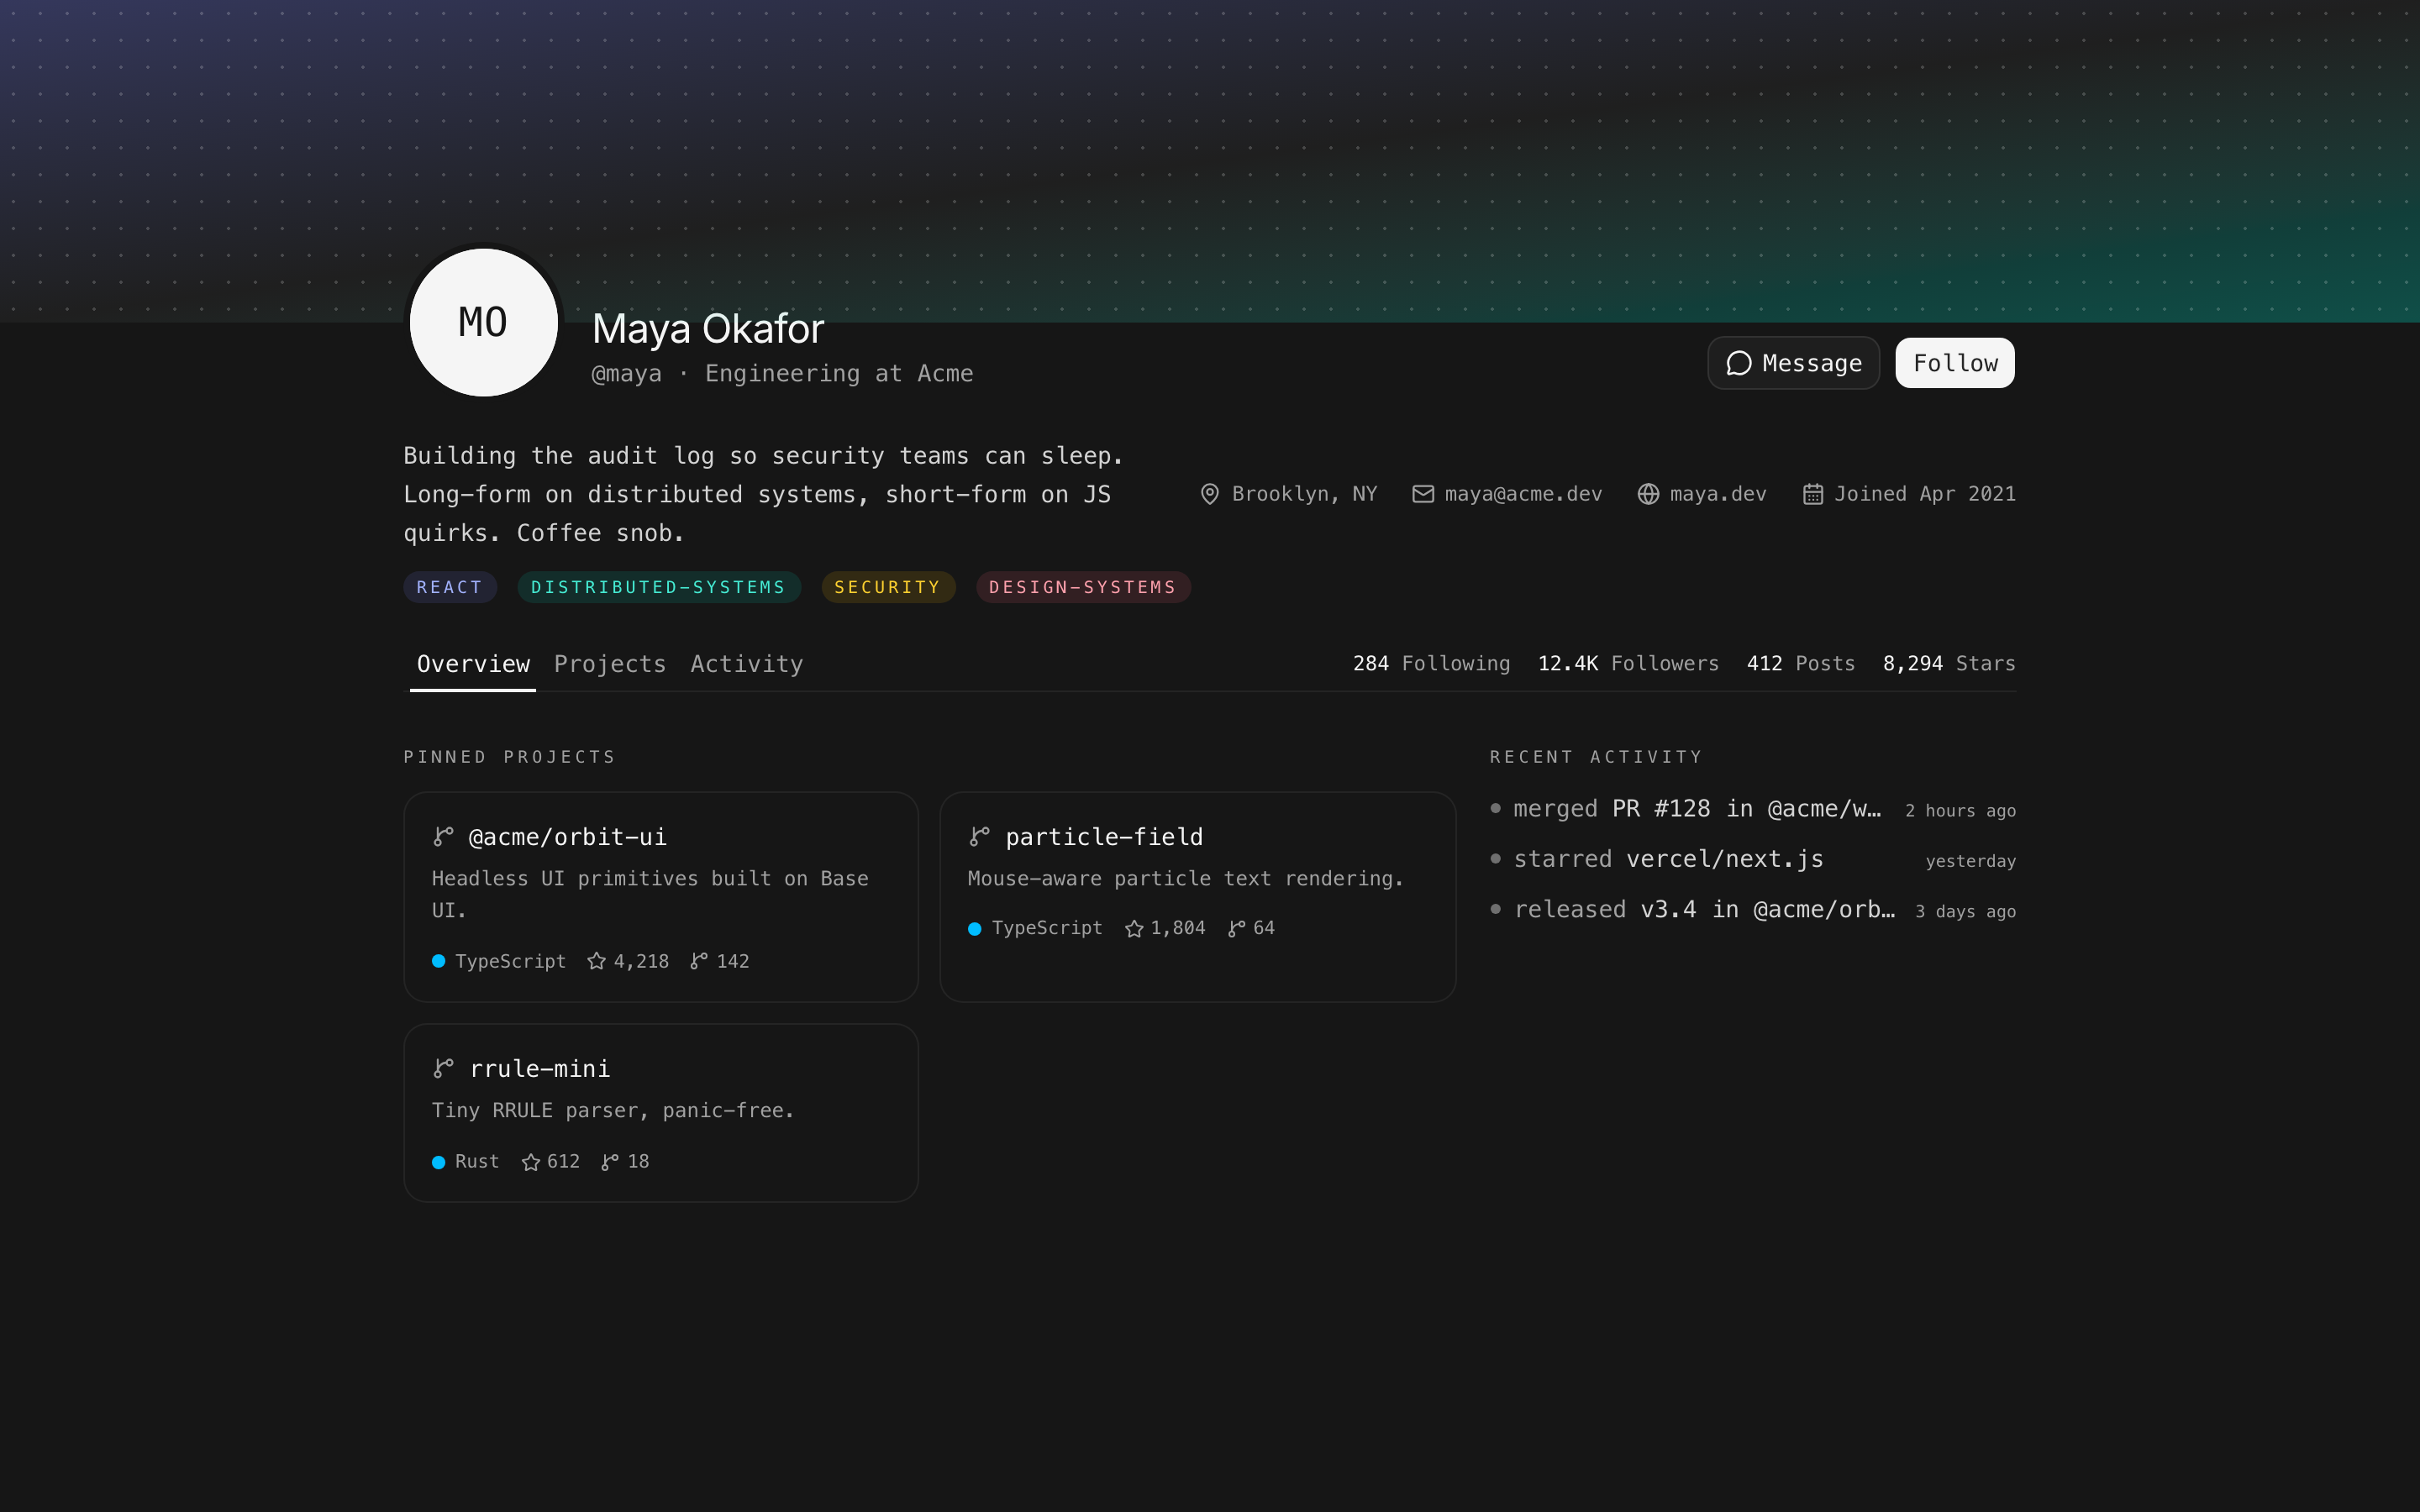 MO
Maya Okafor
@maya · Engineering at Acme
Message
Follow
Building the audit log so security teams can sleep.
Long-form on distributed systems, short-form on JS
quirks. Coffee snob.
Brooklyn, NY
maya@acme.dev
maya.dev
Joined Apr 2021
REACT
DISTRIBUTED-SYSTEMS
SECURITY
DESIGN-SYSTEMS
Overview
Projects
Activity
284 Following
12.4K Followers
412 Posts
8,294 Stars
PINNED PROJECTS
@acme/orbit-ui
Headless UI primitives built on Base
UI.
TypeScript 4,218 142
particle-field
Mouse-aware particle text rendering.
TypeScript 1,804 64
rrule-mini
Tiny RRULE parser, panic-free.
Rust 612 18
RECENT ACTIVITY
merged PR #128 in @acme/w… 2 hours ago
starred vercel/next.js yesterday
released v3.4 in @acme/orb… 3 days ago